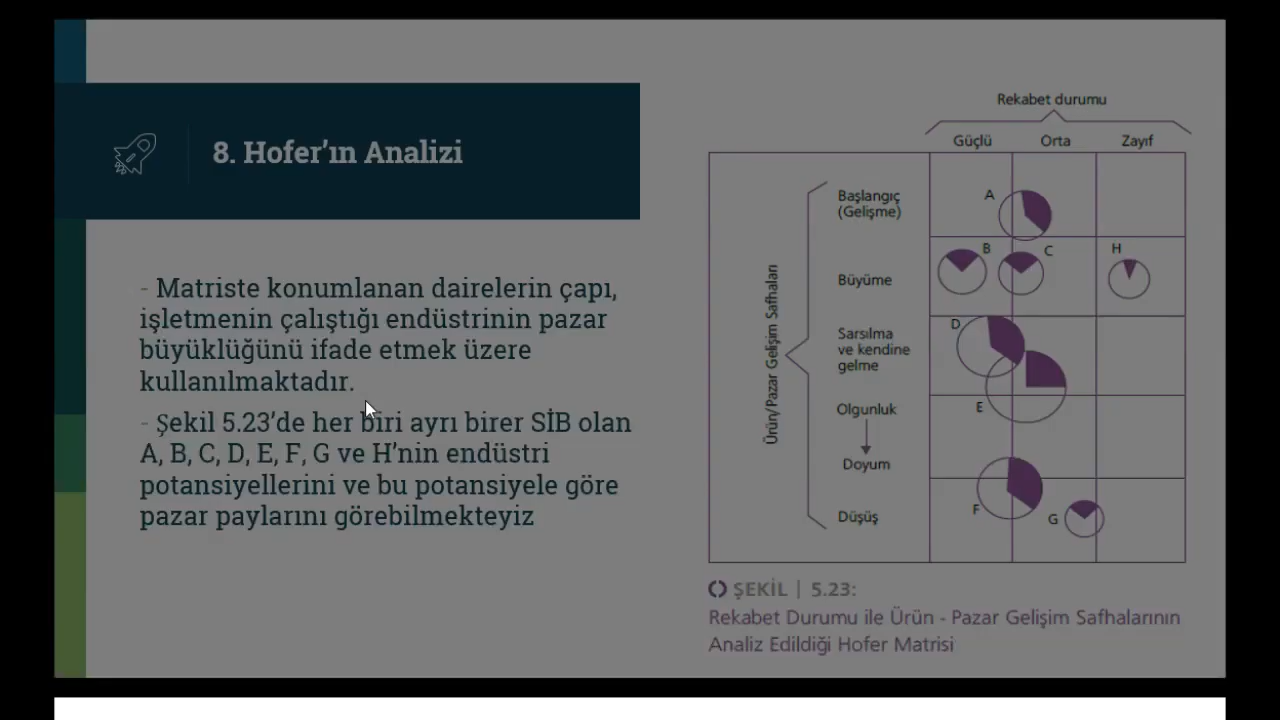 8. Hofer'ın Analizi
- Matriste konumlanan dairelerin çapı,
işletmenin çalıştığı endüstrinin pazar
büyüklüğünü ifade etmek üzere
kullanılmaktadır.
- Şekil 5.23'de her biri ayrı birer SİB olan
A, B, C, D, E, F, G ve H'nin endüstri
potansiyellerini ve bu potansiyele göre
pazar paylarını görebilmekteyiz
Rekabet durumu
Güçlü Orta Zayıf
Ürün/Pazar Gelişim Safhaları
Başlangıç
(Gelişme)
A
Büyüme
B C H
Sarsılma
ve kendine
gelme
D
E
Olgunluk
Doyum
Düşüş
F G
ŞEKİL | 5.23:
Rekabet Durumu ile Ürün - Pazar Gelişim Safhalarının
Analiz Edildiği Hofer Matrisi